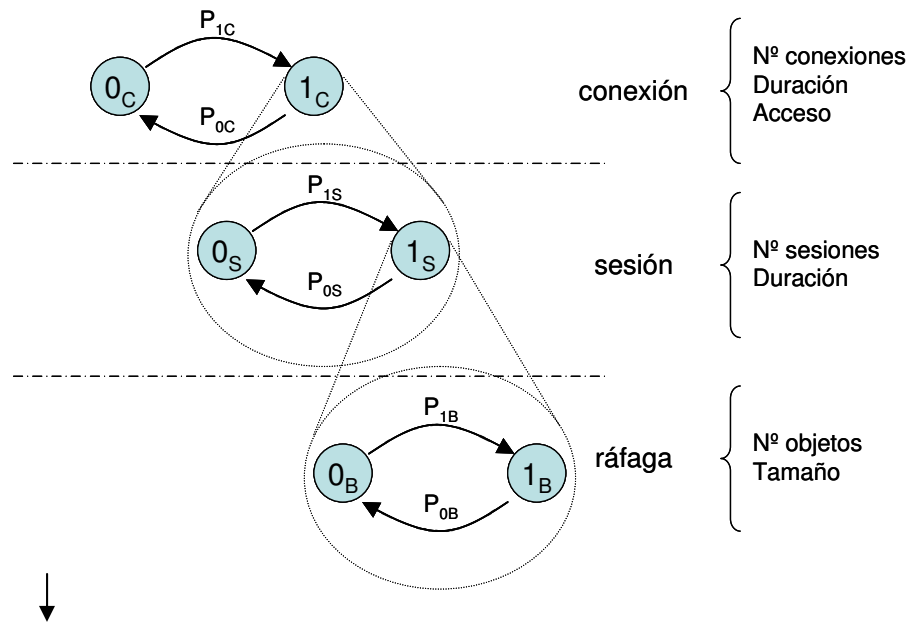 P1C
0C
1C
P0C
conexión
Nº conexiones
Duración
Acceso
P1S
0S
1S
P0S
sesión
Nº sesiones
Duración
P1B
0B
1B
P0B
ráfaga
Nº objetos
Tamaño